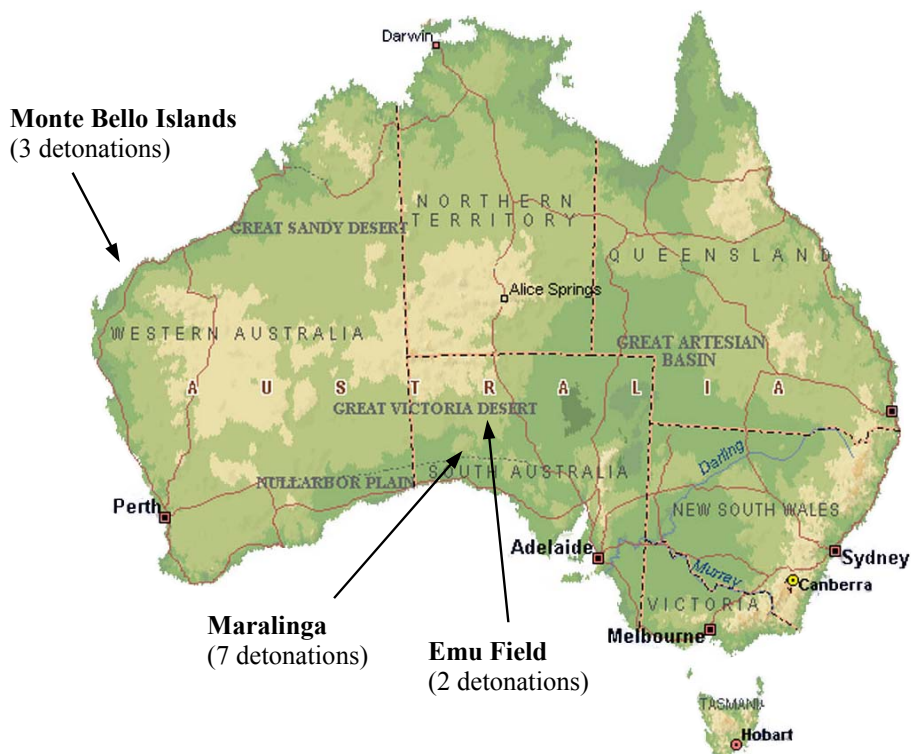 Darwin
Monte Bello Islands
(3 detonations)
NORTHERN
TERRITORY
GREAT SANDY DESERT
QUEENSLAND
Alice Springs
WESTERN AUSTRALIA
GREAT ARTESIAN
BASIN
AUSTRALIA
GREAT VICTORIA DESERT
Darling
SOUTH AUSTRALIA
NULLARBOR PLAIN
Perth
NEW SOUTH WALES
Adelaide
Sydney
Murray
Canberra
VICTORIA
Maralinga
(7 detonations)
Melbourne
Emu Field
(2 detonations)
TASMANIA
Hobart